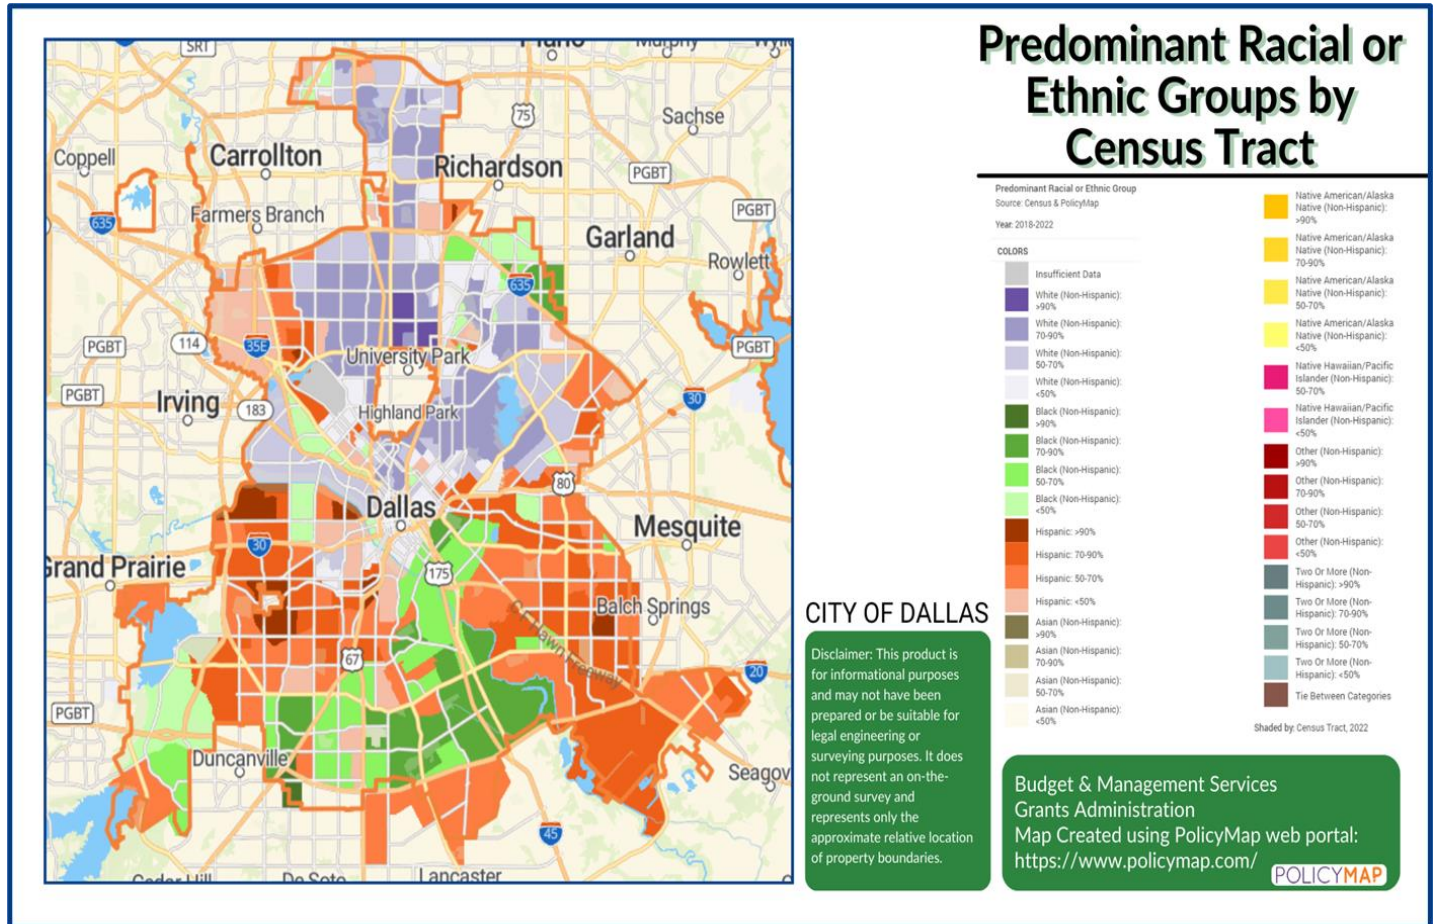 Predominant Racial or
Ethnic Groups by
Census Tract
SRT
Murphy
75
Sachse
Coppell
Carrollton
Richardson
PGBT
635
Farmers Branch
PGBT
Garland
Rowlett
635
PGBT
114
35E
University Park
PGBT
PGBT
Irving
183
Highland Park
30
80
Dallas
Mesquite
30
Grand Prairie
175
Balch Springs
C F Hawn Freeway
67
20
PGBT
Duncanville
45
Cedar Hill
De Soto
Lancaster
Predominant Racial or Ethnic Group
Source: Census & PolicyMap
Year: 2018-2022
COLORS
Insufficient Data
White (Non-Hispanic):
>90%
White (Non-Hispanic):
70-90%
White (Non-Hispanic):
50-70%
White (Non-Hispanic):
<50%
Black (Non-Hispanic):
>90%
Black (Non-Hispanic):
70-90%
Black (Non-Hispanic):
50-70%
Black (Non-Hispanic):
<50%
Hispanic: >90%
Hispanic: 70-90%
Hispanic: 50-70%
Hispanic: <50%
Asian (Non-Hispanic):
>90%
Asian (Non-Hispanic):
70-90%
Asian (Non-Hispanic):
50-70%
Asian (Non-Hispanic):
<50%
Native American/Alaska
Native (Non-Hispanic):
>90%
Native American/Alaska
Native (Non-Hispanic):
70-90%
Native American/Alaska
Native (Non-Hispanic):
50-70%
Native American/Alaska
Native (Non-Hispanic):
<50%
Native Hawaiian/Pacific
Islander (Non-Hispanic):
50-70%
Native Hawaiian/Pacific
Islander (Non-Hispanic):
<50%
Other (Non-Hispanic):
>90%
Other (Non-Hispanic):
70-90%
Other (Non-Hispanic):
50-70%
Other (Non-Hispanic):
<50%
Two Or More (Non-
Hispanic): >90%
Two Or More (Non-
Hispanic): 70-90%
Two Or More (Non-
Hispanic): 50-70%
Two Or More (Non-
Hispanic): <50%
Tie Between Categories
Shaded by: Census Tract, 2022
CITY OF DALLAS
Disclaimer: This product is
for informational purposes
and may not have been
prepared or be suitable for
legal engineering or
surveying purposes. It does
not represent an on-the-
ground survey and
represents only the
approximate relative location
of property boundaries.
Budget & Management Services
Grants Administration
Map Created using PolicyMap web portal:
https://www.policymap.com/
POLICYMAP